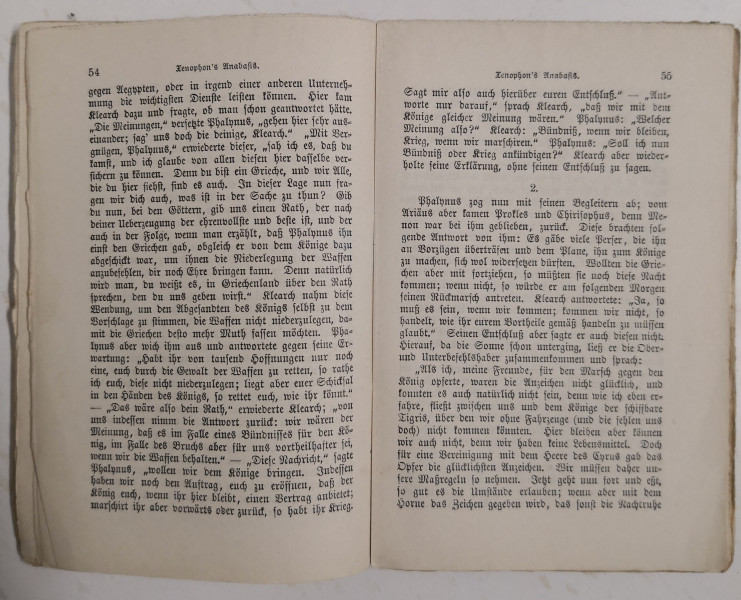 54
Xenophon's Anabasis.
gegen Aegypten, oder in irgend einer anderen Unterneh-
mung die wichtigsten Dienste leisten können. Hier kam
Klearch dazu und fragte, ob man schon geantwortet hätte.
„Die Meinungen,“ versetzte Phalynus, „gehen hier sehr aus-
einander; sag' uns doch die deinige, Klearch.“ „Mit Ver-
gnügen, Phalynus,“ erwiederte dieser, „sah ich es, daß du
kamst, und ich glaube von allen diesen hier dasselbe ver-
sichern zu können. Denn du bist ein Grieche, und wir Alle,
die du hier siehst, sind es auch. In dieser Lage nun fra-
gen wir dich auch, was ist in der Sache zu thun? Gib
du nun, bei den Göttern, gib uns einen Rath, der nach
deiner Ueberzeugung der ehrenvollste und beste ist, und der
auch in der Folge, wenn man erzählt, daß Phalynus ihn
einst den Griechen gab, obgleich er von dem Könige dazu
abgeschickt war, um ihnen die Niederlegung der Waffen
anzubefehlen, dir noch Ehre bringen kann. Denn natürlich
wird man, du weißt es, in Griechenland über den Rath
sprechen, den du uns geben wirst.“ Klearch nahm diese
Wendung, um den Abgesandten des Königs selbst zu dem
Vorschlage zu stimmen, die Waffen nicht niederzulegen, da-
mit die Griechen desto mehr Muth fassen möchten. Pha-
lynus aber wich ihm aus und antwortete gegen seine Er-
wartung: „Habt ihr von tausend Hoffnungen nur noch
eine, euch durch die Gewalt der Waffen zu retten, so rathe
ich euch, diese nicht niederzulegen; liegt aber euer Schicksal
in den Händen des Königs, so rettet euch, wie ihr könnt.“
— „Das wäre also dein Rath,“ erwiederte Klearch; „von
uns indessen nimm die Antwort zurück: wir wären der
Meinung, daß es im Falle eines Bündnisses für den Kö-
nig, im Falle des Bruchs aber für uns vortheilhafter sei,
wenn wir die Waffen behalten.“ — „Diese Nachricht,“ sagte
Phalynus, „wollen wir dem Könige bringen. Indessen
haben wir noch den Auftrag, euch zu eröffnen, daß der
König euch, wenn ihr hier bleibt, einen Vertrag anbietet;
marschirt ihr aber vorwärts oder zurück, so habt ihr Krieg.
Xenophon's Anabasis.
55
Sagt mir also auch hierüber euren Entschluß.“ — „Ant-
worte nur darauf,“ sprach Klearch, „daß wir mit dem
Könige gleicher Meinung wären.“ Phalynus: „Welcher
Meinung also?“ Klearch: „Bündniß, wenn wir bleiben,
Krieg, wenn wir marschiren.“ Phalynus: „Soll ich nun
Bündniß oder Krieg ankündigen?“ Klearch aber wieder-
holte seine Erklärung, ohne seinen Entschluß zu sagen.
2.
Phalynus zog nun mit seinen Begleitern ab; vom
Ariäus aber kamen Prokles und Chirisophus, denn Me-
non war bei ihm geblieben, zurück. Diese brachten fol-
gende Antwort von ihm: Es gäbe viele Perser, die ihn
an Vorzügen überträfen und dem Plane, ihn zum Könige
zu machen, sich wol widersetzen dürften. Wollten die Grie-
chen aber mit fortziehen, so müßten sie noch diese Nacht
kommen; wenn nicht, so würde er am folgenden Morgen
seinen Rückmarsch antreten. Klearch antwortete: „Ja, so
muß es sein, wenn wir kommen; kommen wir nicht, so
handelt, wie ihr eurem Vortheile gemäß handeln zu müssen
glaubt.“ Seinen Entschluß aber sagte er auch diesen nicht.
Hierauf, da die Sonne schon unterging, ließ er die Ober-
und Unterbefehlshaber zusammenkommen und sprach:
„Als ich, meine Freunde, für den Marsch gegen den
König opferte, waren die Anzeichen nicht glücklich, und
konnten es auch natürlich nicht sein, denn wie ich eben er-
fahre, fließt zwischen uns und dem Könige der schiffbare
Tigris, über den wir ohne Fahrzeuge (und die fehlen uns
doch) nicht kommen könnten. Hier bleiben aber können
wir auch nicht, denn wir haben keine Lebensmittel. Doch
für eine Vereinigung mit dem Heere des Cyrus gab das
Opfer die glücklichsten Anzeichen. Wir müssen daher un-
sere Maßregeln so nehmen. Jetzt geht nun fort und eßt,
so gut es die Umstände erlauben; wenn aber mit dem
Horne das Zeichen gegeben wird, das sonst die Nachtruhe